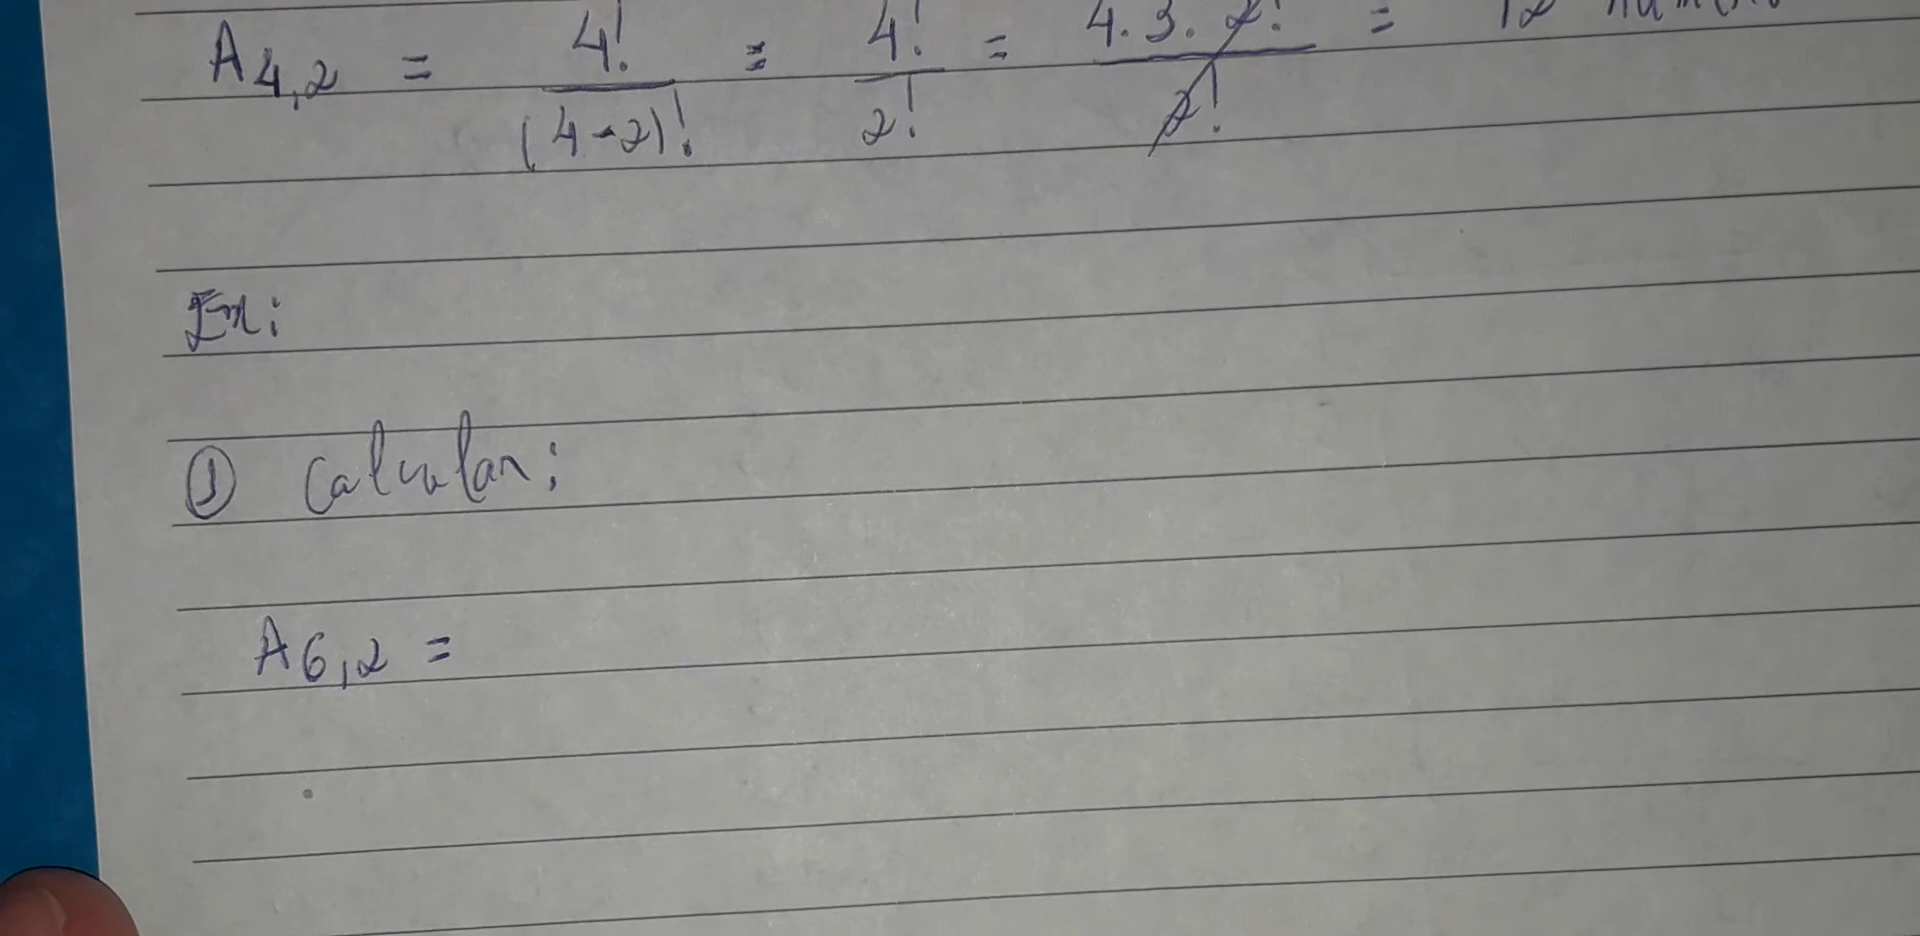 A4,2 = 4!/(4-2)! = 4!/2! = 4.3.2!/2! = 12
Ex:
① Calcular:
A6,2 =